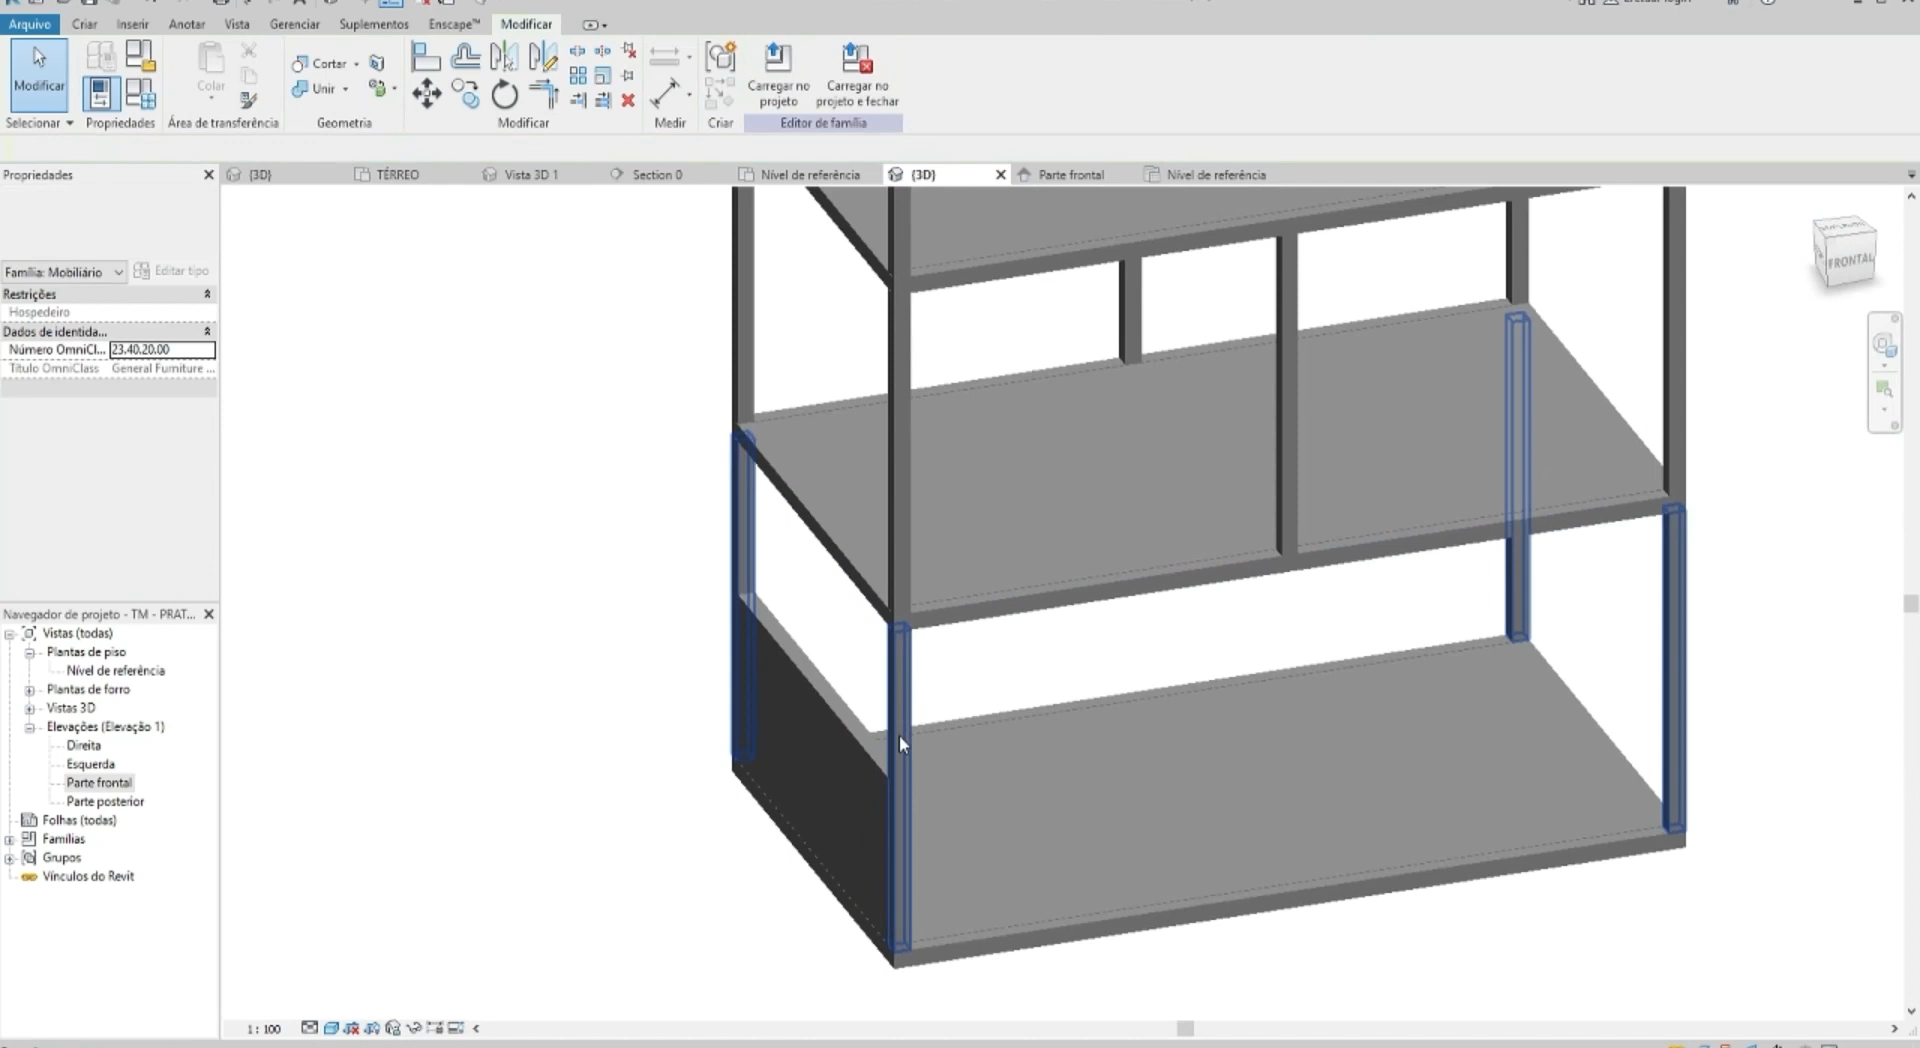 Arquivo Criar Inserir Anotar Vista Gerenciar Suplementos Enscape™ Modificar
Modificar
Colar
Cortar
Unir
Carregar no projeto
Carregar no projeto e fechar
Selecionar Propriedades Área de transferência Geometria Modificar Medir Criar Editor de família
Propriedades
{3D} TÉRREO Vista 3D 1 Section 0 Nível de referência {3D} Parte frontal Nível de referência
Família: Mobiliário Editar tipo
Restrições
Hospedeiro
Dados de identida...
Número OmniCl... 23.40.20.00
Título OmniClass General Furniture ...
FRONTAL
Navegador de projeto - TM - PRAT...
Vistas (todas)
Plantas de piso
Nível de referência
Plantas de forro
Vistas 3D
Elevações (Elevação 1)
Direita
Esquerda
Parte frontal
Parte posterior
Folhas (todas)
Famílias
Grupos
Vínculos do Revit
1 : 100